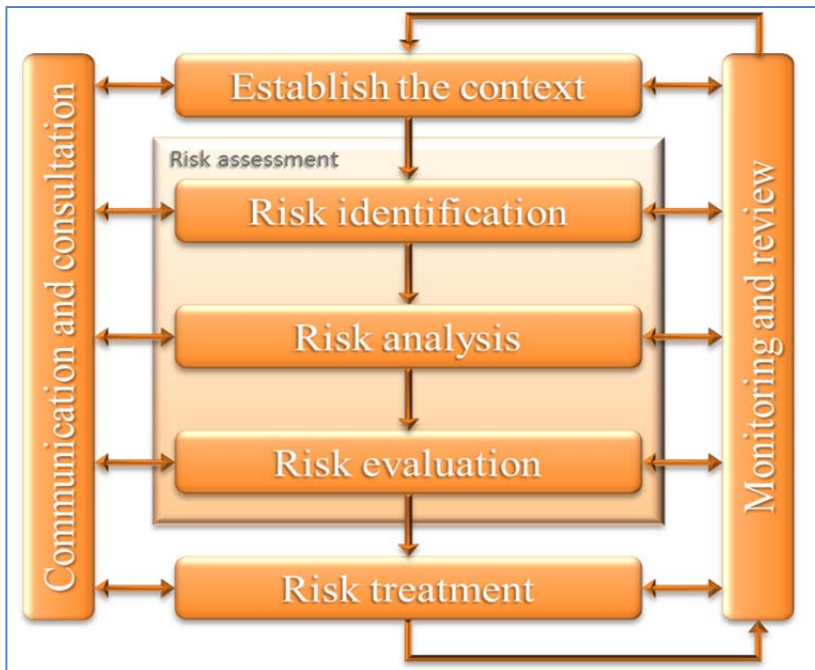 Establish the context
Risk assessment
Risk identification
Risk analysis
Risk evaluation
Risk treatment
Communication and consultation
Monitoring and review